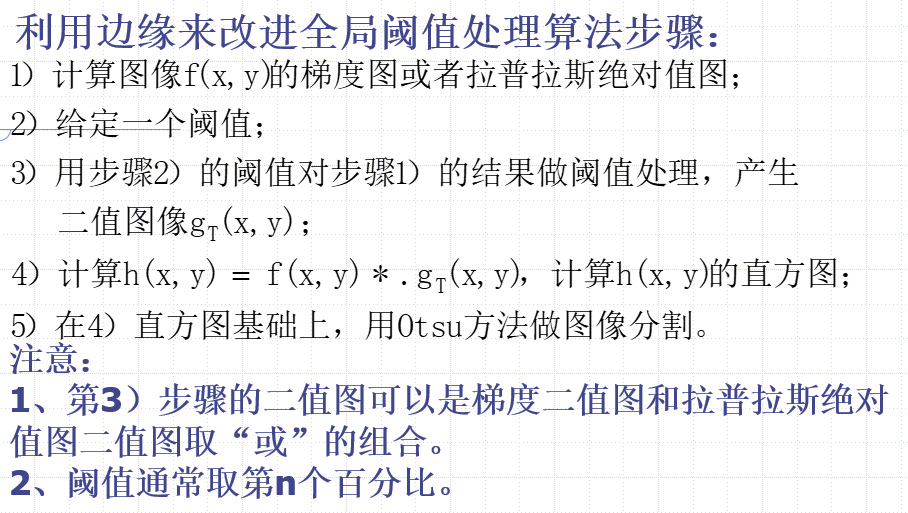 利用边缘来改进全局阈值处理算法步骤：
1）计算图像f(x,y)的梯度图或者拉普拉斯绝对值图；
2）给定一个阈值；
3）用步骤2）的阈值对步骤1）的结果做阈值处理，产生
二值图像gT(x,y)；
4）计算h(x,y) = f(x,y)＊.gT(x,y)，计算h(x,y)的直方图；
5）在4）直方图基础上，用Otsu方法做图像分割。
注意：
1、第3）步骤的二值图可以是梯度二值图和拉普拉斯绝对
值图二值图取“或”的组合。
2、阈值通常取第n个百分比。